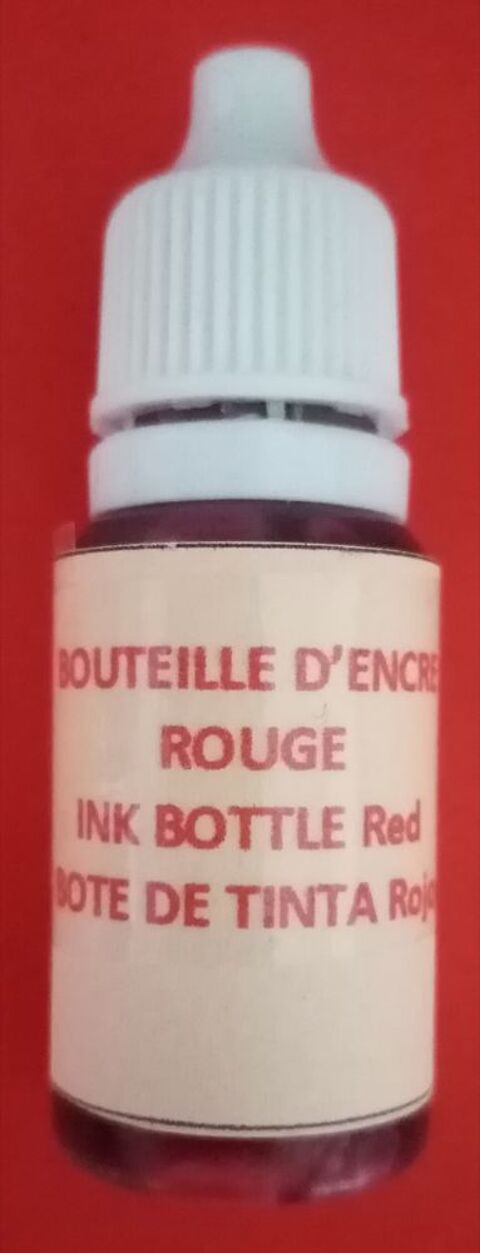 BOUTEILLE D'ENCRE
ROUGE
INK BOTTLE Red
BOTE DE TINTA Rojo